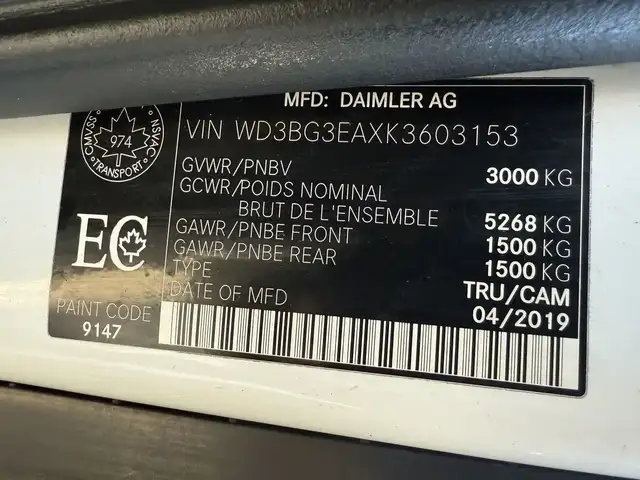 MFD: DAIMLER AG
CMVSS NSVAC
974
TRANSPORT
VIN WD3BG3EAXK3603153
GVWR/PNBV 3000 KG
GCWR/POIDS NOMINAL
BRUT DE L'ENSEMBLE 5268 KG
GAWR/PNBE FRONT 1500 KG
GAWR/PNBE REAR 1500 KG
TYPE TRU/CAM
DATE OF MFD 04/2019
EC
PAINT CODE
9147